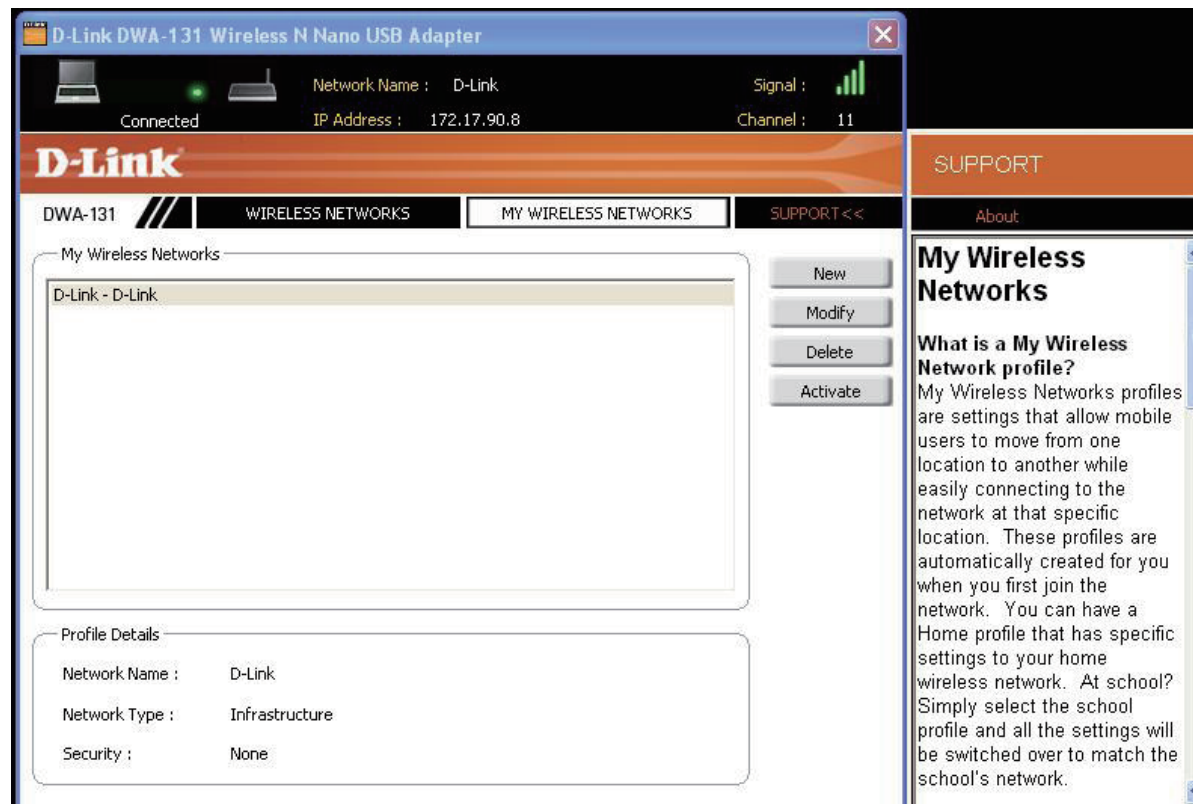 D-Link DWA-131 Wireless N Nano USB Adapter
Network Name : D-Link
Signal :
Connected
IP Address : 172.17.90.8
Channel : 11
D-Link
DWA-131
WIRELESS NETWORKS
MY WIRELESS NETWORKS
SUPPORT<<
My Wireless Networks
D-Link - D-Link
New
Modify
Delete
Activate
Profile Details
Network Name : D-Link
Network Type : Infrastructure
Security : None
SUPPORT
About
My Wireless
Networks
What is a My Wireless
Network profile?
My Wireless Networks profiles
are settings that allow mobile
users to move from one
location to another while
easily connecting to the
network at that specific
location. These profiles are
automatically created for you
when you first join the
network. You can have a
Home profile that has specific
settings to your home
wireless network. At school?
Simply select the school
profile and all the settings will
be switched over to match the
school's network.